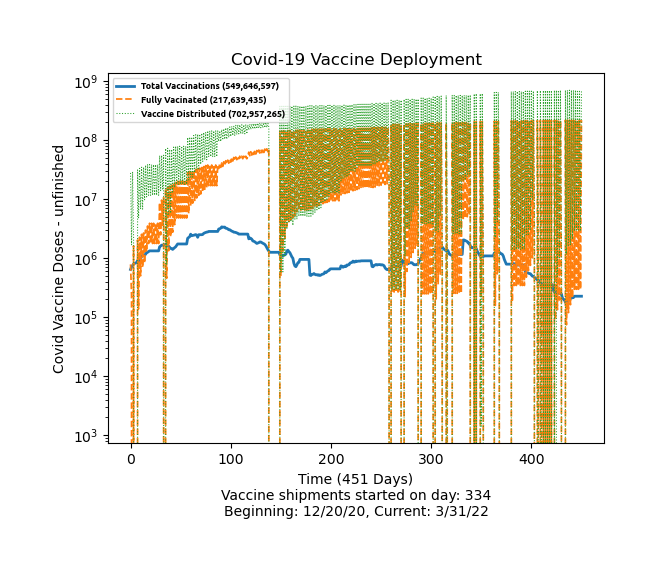 Covid-19 Vaccine Deployment
Total Vaccinations (549,646,597)
Fully Vacinated (217,639,435)
Vaccine Distributed (702,957,265)
Covid Vaccine Doses - unfinished
10⁹
10⁸
10⁷
10⁶
10⁵
10⁴
10³
0 100 200 300 400
Time (451 Days)
Vaccine shipments started on day: 334
Beginning: 12/20/20, Current: 3/31/22